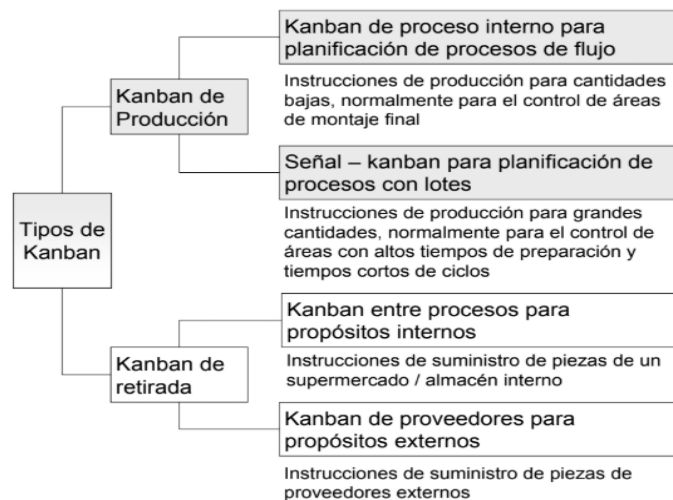 Kanban de proceso interno para
planificación de procesos de flujo
Instrucciones de producción para cantidades
bajas, normalmente para el control de áreas
de montaje final
Kanban de
Producción
Señal – kanban para planificación de
procesos con lotes
Instrucciones de producción para grandes
cantidades, normalmente para el control de
áreas con altos tiempos de preparación y
tiempos cortos de ciclos
Tipos de
Kanban
Kanban entre procesos para
propósitos internos
Instrucciones de suministro de piezas de un
supermercado / almacén interno
Kanban de
retirada
Kanban de proveedores para
propósitos externos
Instrucciones de suministro de piezas de
proveedores externos